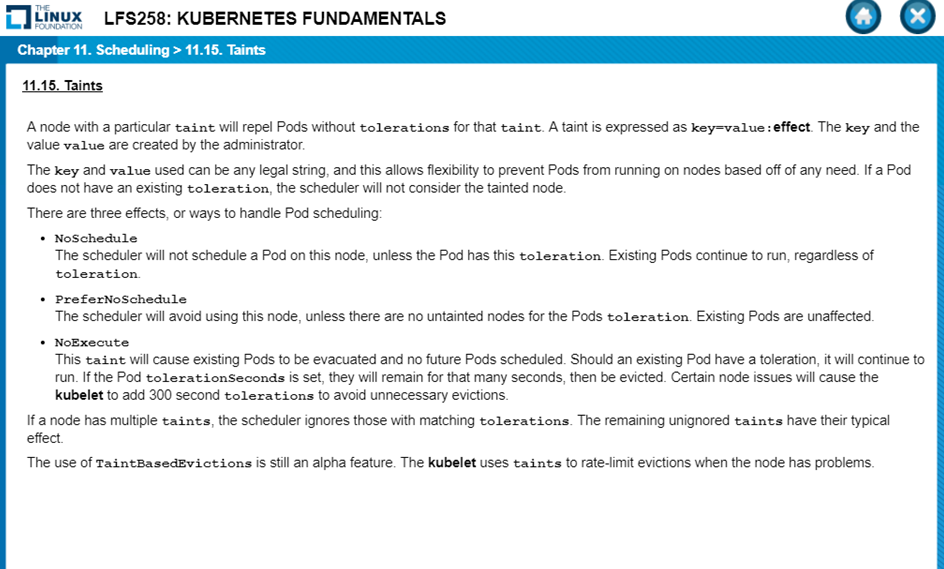 THE
LINUX
FOUNDATION
LFS258: KUBERNETES FUNDAMENTALS
Chapter 11. Scheduling > 11.15. Taints
11.15. Taints
A node with a particular taint will repel Pods without tolerations for that taint. A taint is expressed as key=value:effect. The key and the
value value are created by the administrator.
The key and value used can be any legal string, and this allows flexibility to prevent Pods from running on nodes based off of any need. If a Pod
does not have an existing toleration, the scheduler will not consider the tainted node.
There are three effects, or ways to handle Pod scheduling:
• NoSchedule
The scheduler will not schedule a Pod on this node, unless the Pod has this toleration. Existing Pods continue to run, regardless of
toleration.
• PreferNoSchedule
The scheduler will avoid using this node, unless there are no untainted nodes for the Pods toleration. Existing Pods are unaffected.
• NoExecute
This taint will cause existing Pods to be evacuated and no future Pods scheduled. Should an existing Pod have a toleration, it will continue to
run. If the Pod tolerationSeconds is set, they will remain for that many seconds, then be evicted. Certain node issues will cause the
kubelet to add 300 second tolerations to avoid unnecessary evictions.
If a node has multiple taints, the scheduler ignores those with matching tolerations. The remaining unignored taints have their typical
effect.
The use of TaintBasedEvictions is still an alpha feature. The kubelet uses taints to rate-limit evictions when the node has problems.